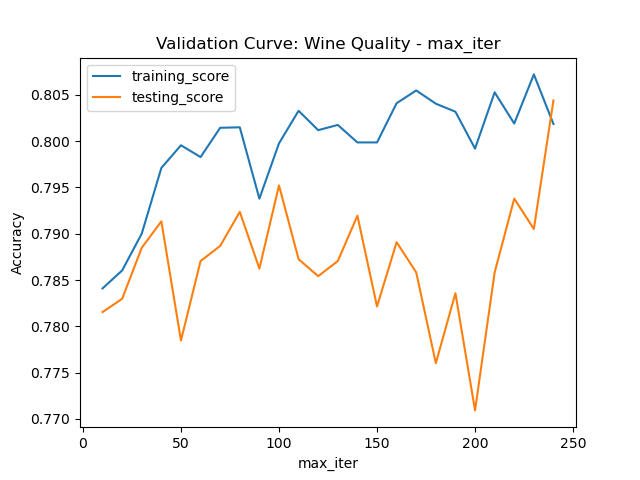 Validation Curve: Wine Quality - max_iter
training_score
testing_score
0.805
0.800
0.795
0.790
0.785
0.780
0.775
0.770
Accuracy
0 50 100 150 200 250
max_iter